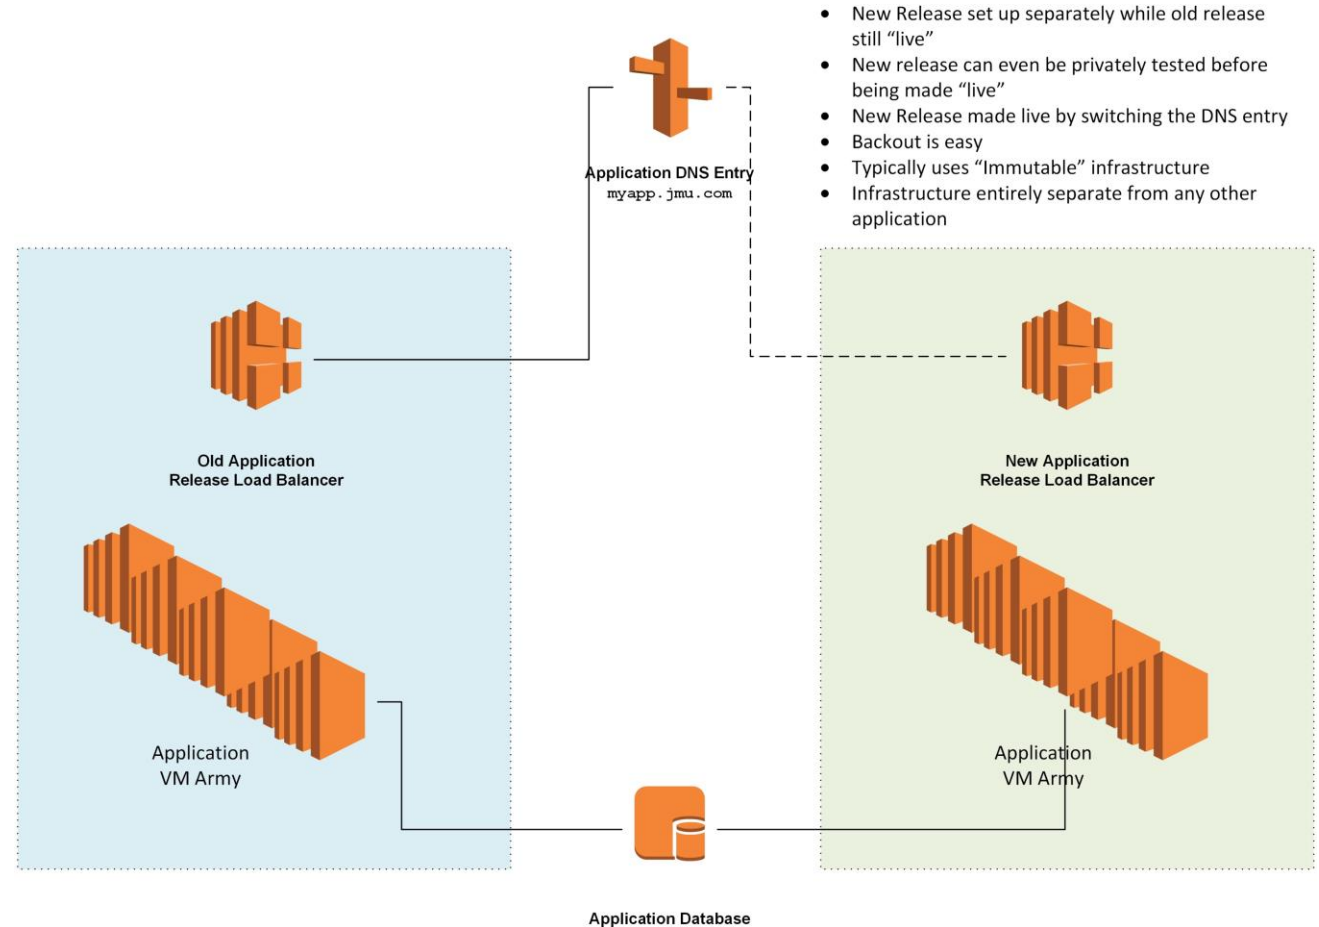 • New Release set up separately while old release
still “live”
• New release can even be privately tested before
being made “live”
• New Release made live by switching the DNS entry
• Backout is easy
• Typically uses “Immutable” infrastructure
• Infrastructure entirely separate from any other
application
Application DNS Entry
myapp.jmu.com
Old Application
Release Load Balancer
New Application
Release Load Balancer
Application
VM Army
Application
VM Army
Application Database